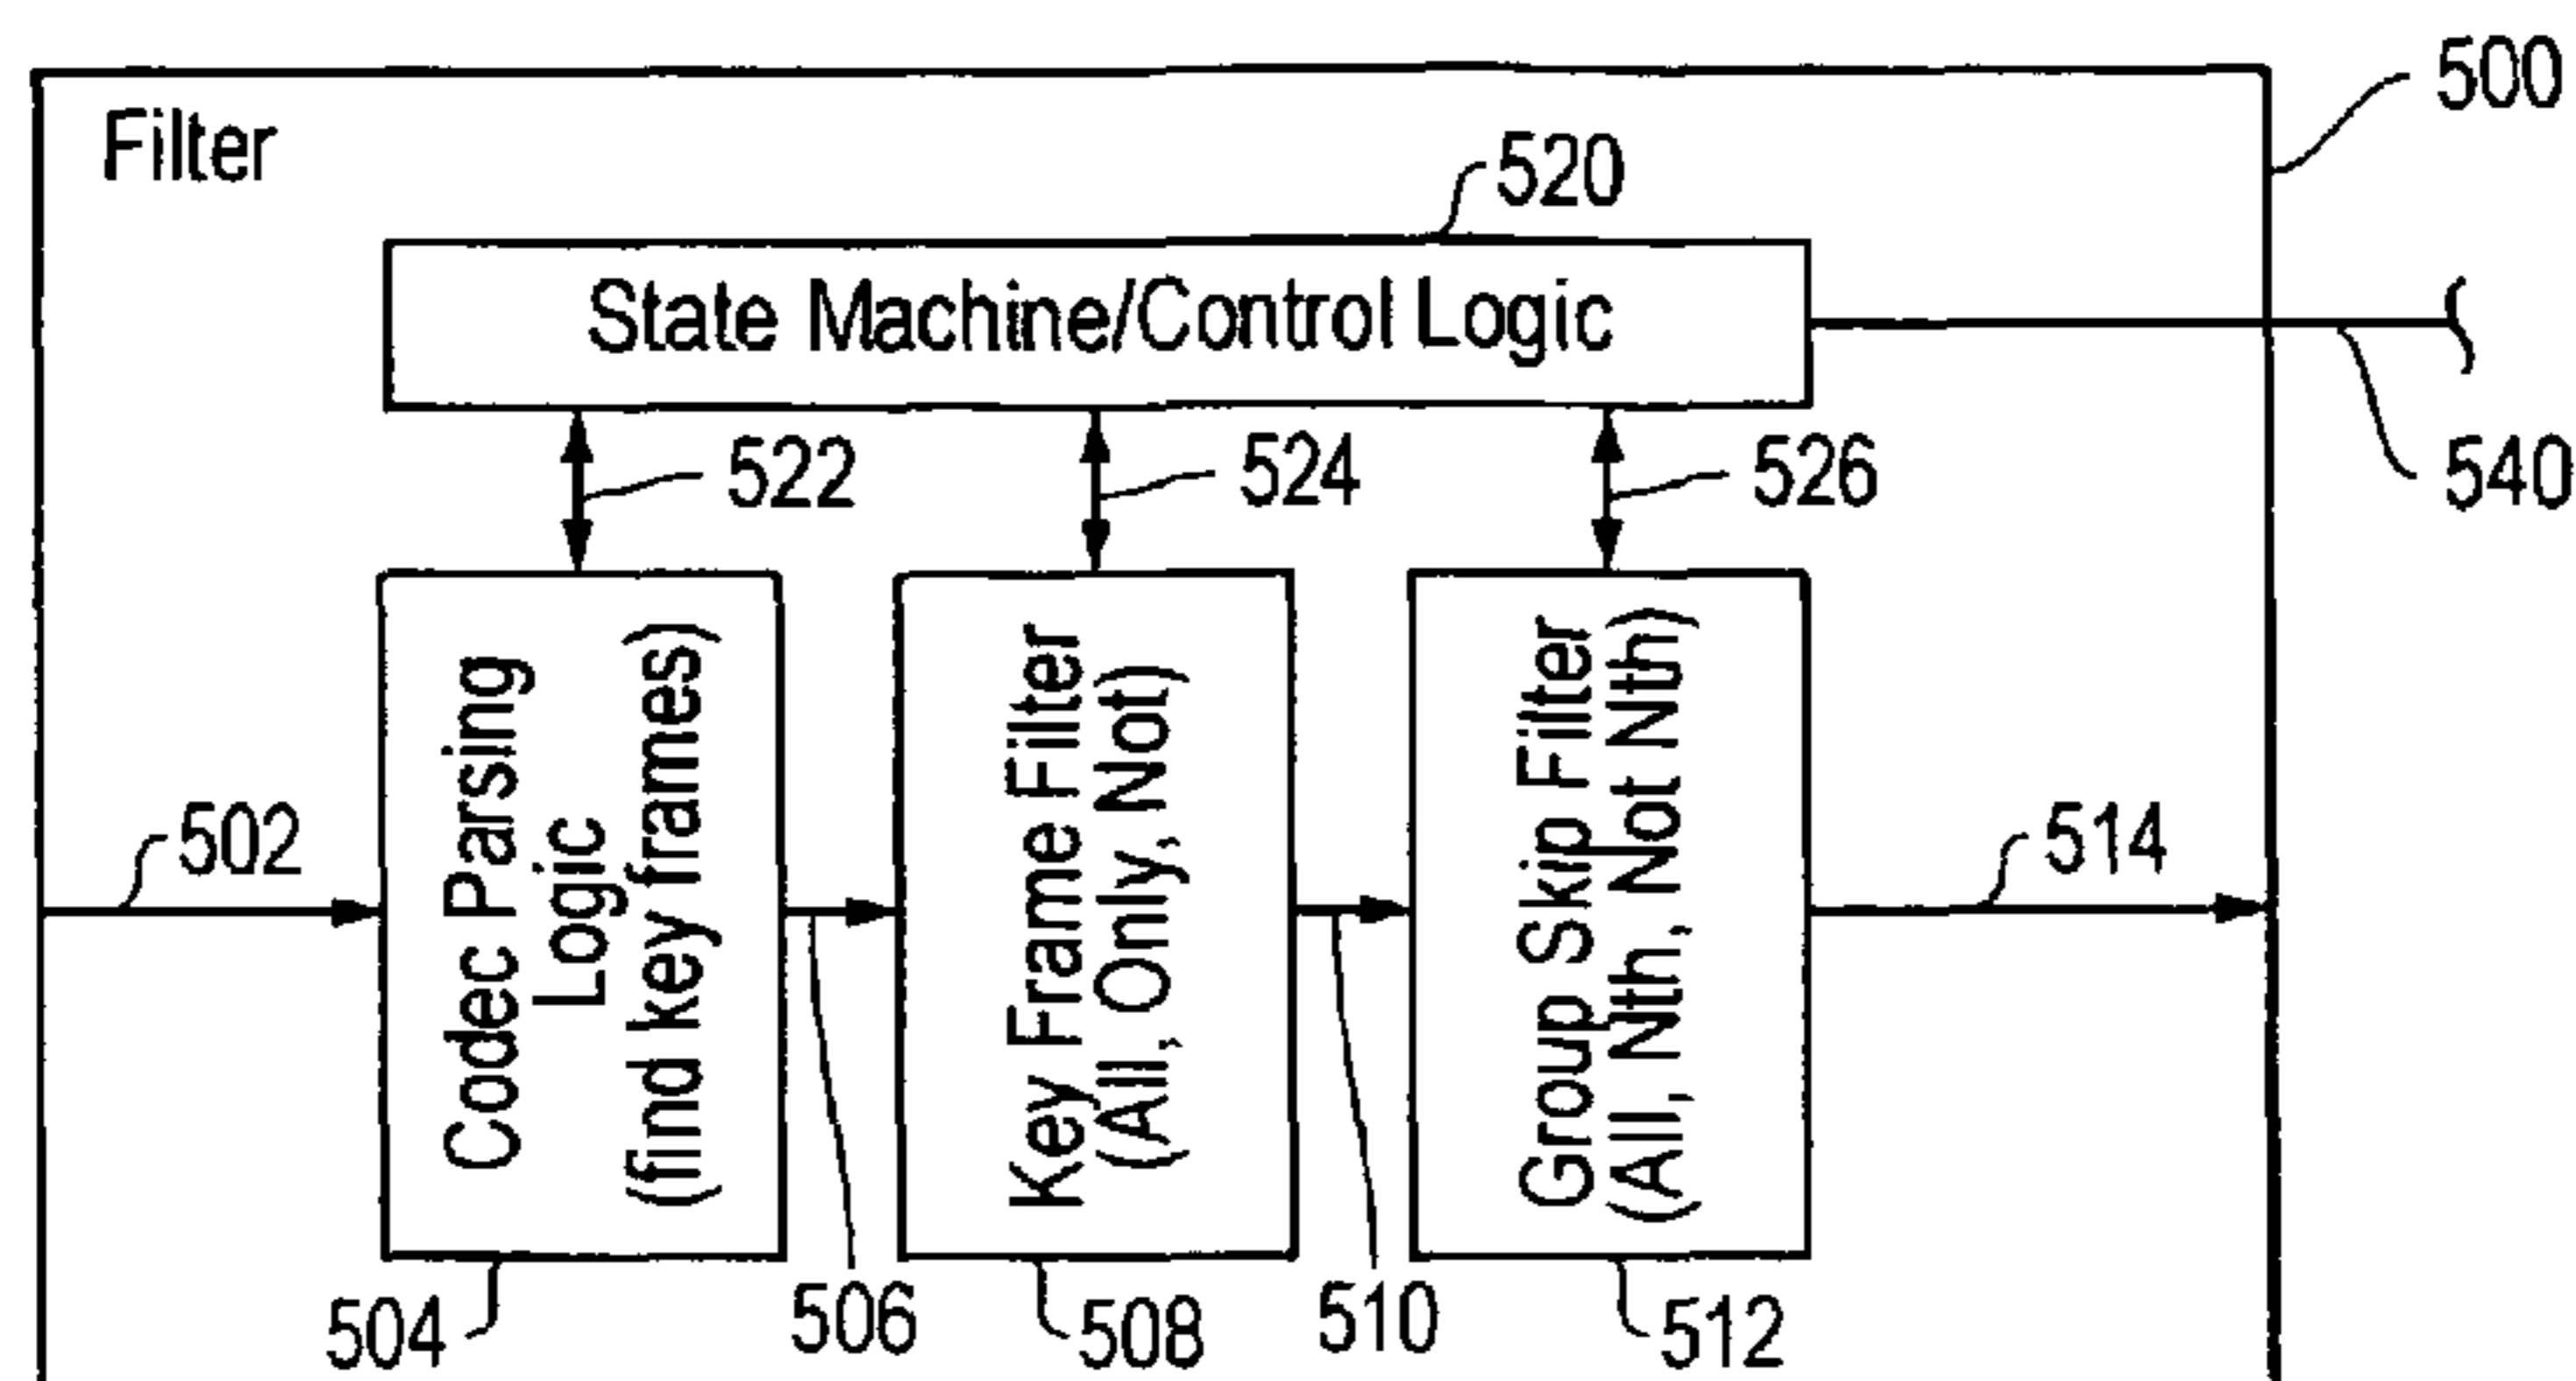 500
Filter
520
State Machine/Control Logic
522
524
526
540
Codec Parsing
Logic
(find key frames)
Key Frame Filter
(All, Only, Not)
Group Skip Filter
(All, Nth, Not Nth)
502
514
504
506
508
510
512